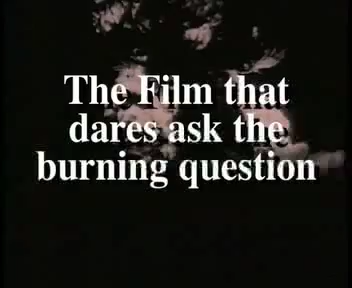 The Film that
dares ask the
burning question